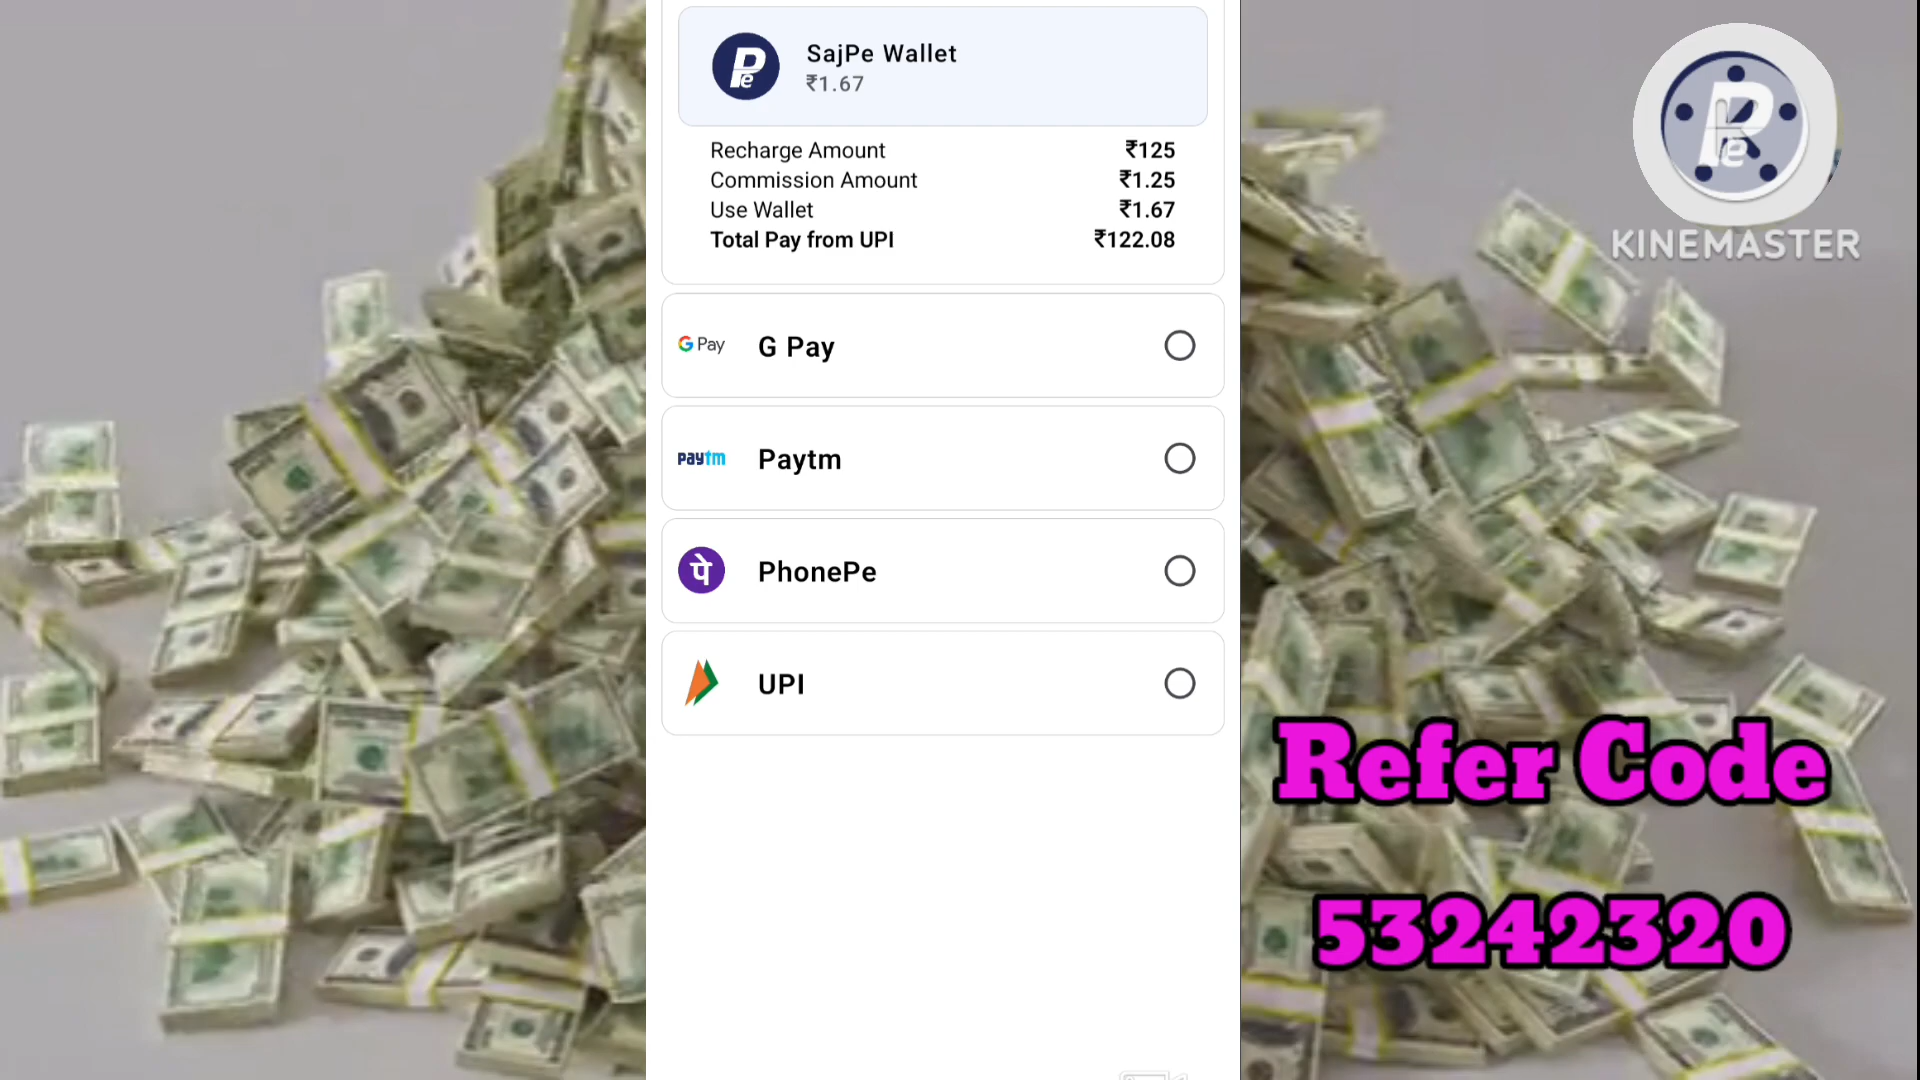 Pe
SajPe Wallet
₹1.67
Recharge Amount ₹125
Commission Amount ₹1.25
Use Wallet ₹1.67
Total Pay from UPI ₹122.08
G Pay G Pay
paytm Paytm
पे PhonePe
UPI
KINEMASTER
Refer Code
53242320